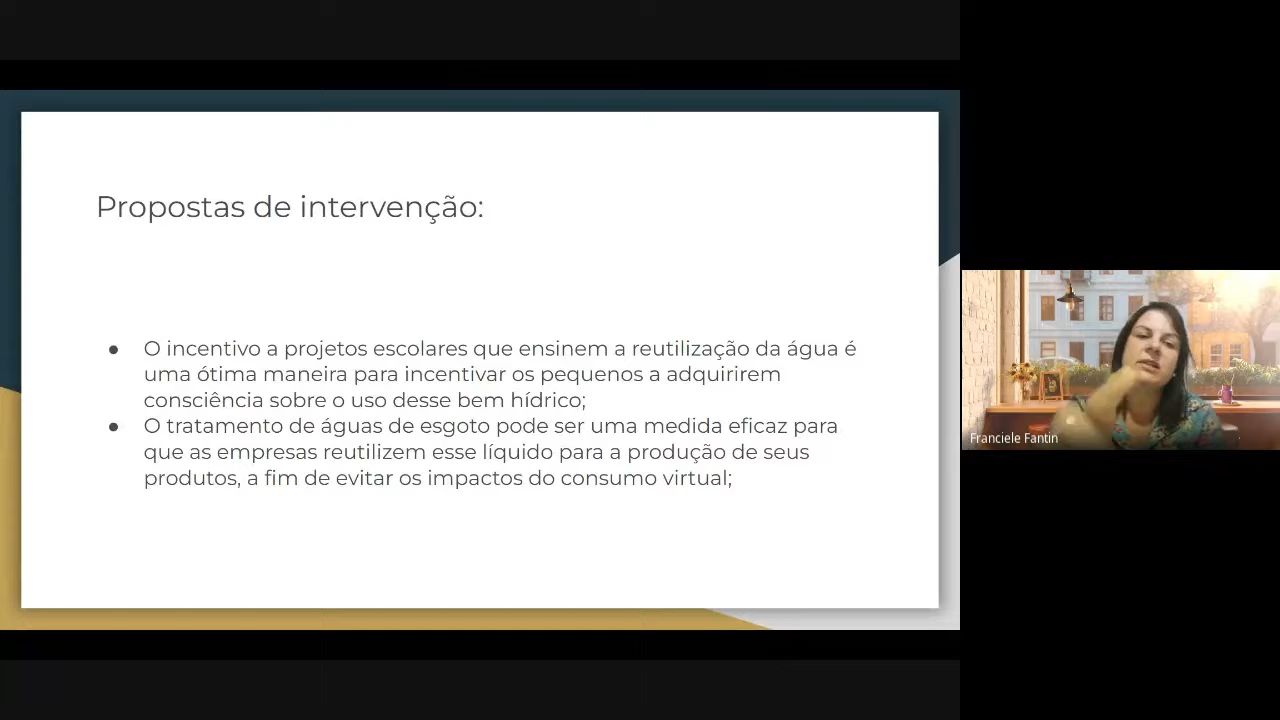 Propostas de intervenção:
● O incentivo a projetos escolares que ensinem a reutilização da água é
uma ótima maneira para incentivar os pequenos a adquirirem
consciência sobre o uso desse bem hídrico;
● O tratamento de águas de esgoto pode ser uma medida eficaz para
que as empresas reutilizem esse líquido para a produção de seus
produtos, a fim de evitar os impactos do consumo virtual;
Franciele Fantin